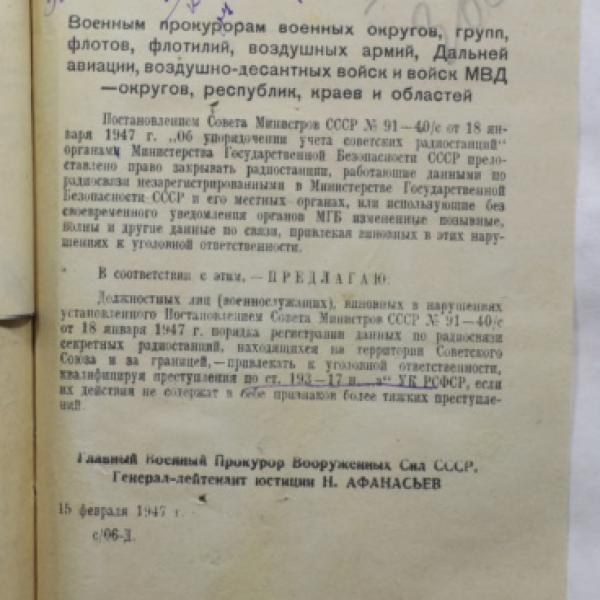 Военным прокурорам военных округов, групп,
флотов, флотилий, воздушных армий, Дальней
авиации, воздушно-десантных войск и войск МВД
—округов, республик, краев и областей
Постановлением Совета Министров СССР № 91—40/с от 18 ян-
варя 1947 г. „Об упорядочении учета советских радиостанций“
органам Министерства Государственной Безопасности СССР предо-
ставлено право закрывать радиостанции, работающие данными по
радиосвязи незарегистрированными в Министерстве Государственной
Безопасности СССР и его местных органах, или использующие без
своевременного уведомления органов МГБ измененные позывные,
волны и другие данные по связи, привлекая виновных в этих нару-
шениях к уголовной ответственности.
В соответствии с этим, — ПРЕДЛАГАЮ:
Должностных лиц (военнослужащих), виновных в нарушениях
установленного Постановлением Совета Министров СССР № 91—40/с
от 18 января 1947 г. порядка регистрации данных по радиосвязи
секретных радиостанций, находящихся на территории Советского
Союза и за границей,—привлекать к уголовной ответственности,
квалифицируя преступления по ст. 193—17 п. „а“ УК РСФСР, если
их действия не содержат в себе признаков более тяжких преступле-
ний.
Главный Военный Прокурор Вооруженных Сил СССР,
Генерал-лейтенант юстиции Н. АФАНАСЬЕВ
15 февраля 1947 г.
с/06-Д.